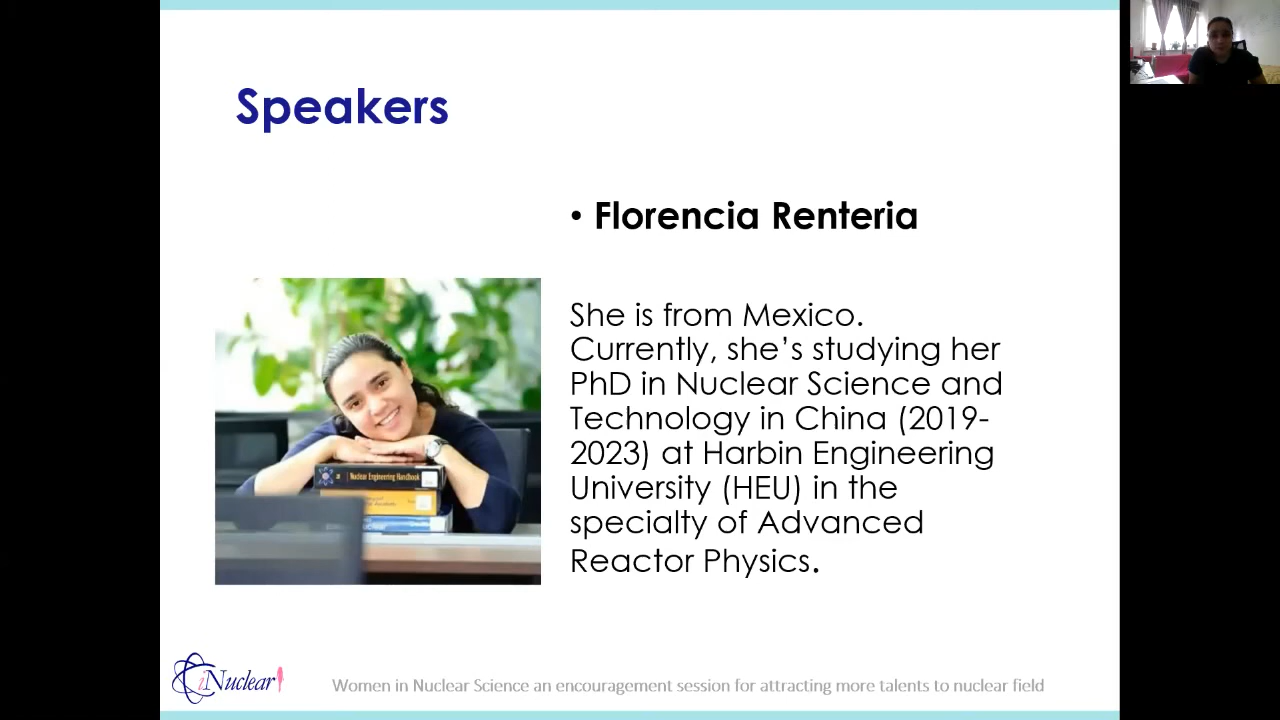 Speakers
• Florencia Renteria
She is from Mexico.
Currently, she’s studying her
PhD in Nuclear Science and
Technology in China (2019-
2023) at Harbin Engineering
University (HEU) in the
specialty of Advanced
Reactor Physics.
Nuclear Engineering Handbook
iNuclear
Women in Nuclear Science an encouragement session for attracting more talents to nuclear field